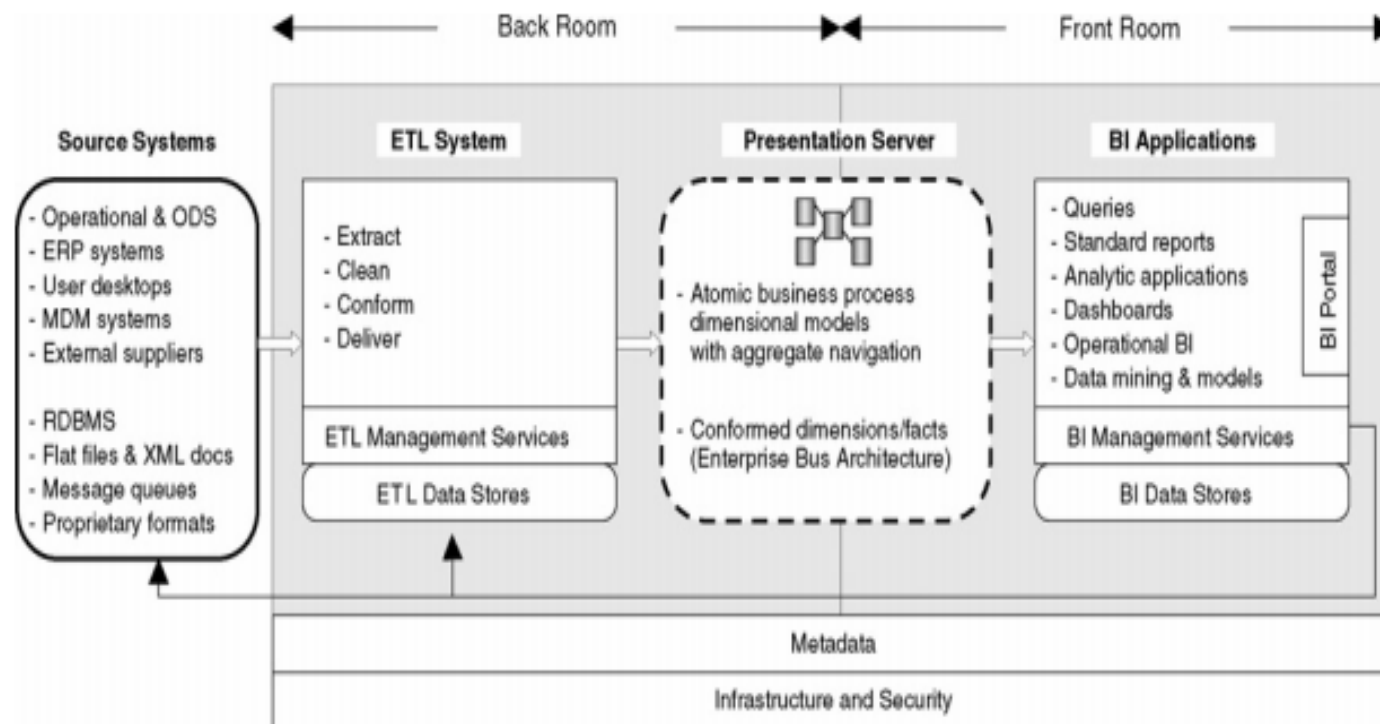 Back Room
Front Room
Source Systems
- Operational & ODS
- ERP systems
- User desktops
- MDM systems
- External suppliers
- RDBMS
- Flat files & XML docs
- Message queues
- Proprietary formats
ETL System
- Extract
- Clean
- Conform
- Deliver
ETL Management Services
ETL Data Stores
Presentation Server
- Atomic business process
dimensional models
with aggregate navigation
- Conformed dimensions/facts
(Enterprise Bus Architecture)
BI Applications
- Queries
- Standard reports
- Analytic applications
- Dashboards
- Operational BI
- Data mining & models
BI Portal
BI Management Services
BI Data Stores
Metadata
Infrastructure and Security